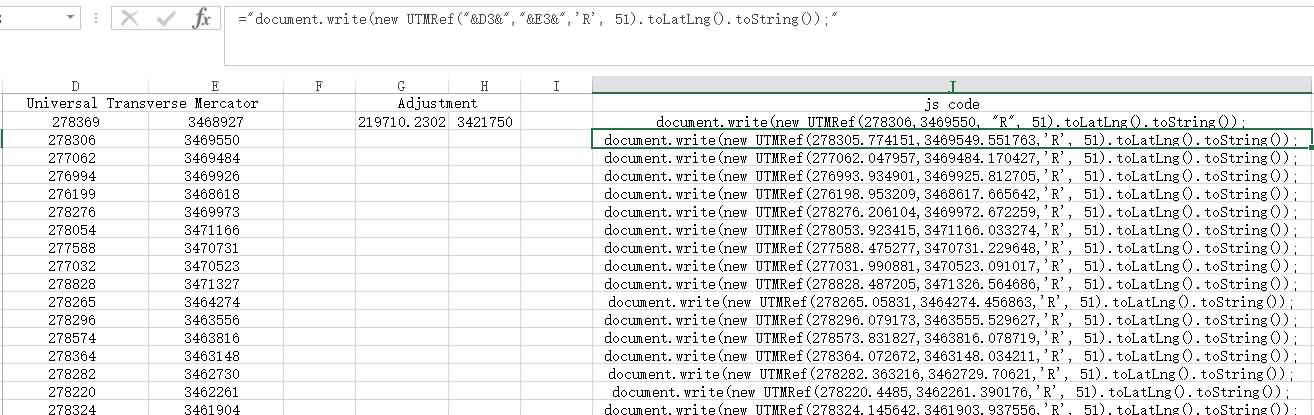 fx ="document.write(new UTMRef("&D3&","&E3&",'R', 51).toLatLng().toString());"
D E F G H I J
Universal Transverse Mercator Adjustment js code
278369 3468927 219710.2302 3421750 document.write(new UTMRef(278306,3469550, "R", 51).toLatLng().toString());
278306 3469550 document.write(new UTMRef(278305.774151,3469549.551763,'R', 51).toLatLng().toString());
277062 3469484 document.write(new UTMRef(277062.047957,3469484.170427,'R', 51).toLatLng().toString());
276994 3469926 document.write(new UTMRef(276993.934901,3469925.812705,'R', 51).toLatLng().toString());
276199 3468618 document.write(new UTMRef(276198.953209,3468617.665642,'R', 51).toLatLng().toString());
278276 3469973 document.write(new UTMRef(278276.206104,3469972.672259,'R', 51).toLatLng().toString());
278054 3471166 document.write(new UTMRef(278053.923415,3471166.033274,'R', 51).toLatLng().toString());
277588 3470731 document.write(new UTMRef(277588.475277,3470731.229648,'R', 51).toLatLng().toString());
277032 3470523 document.write(new UTMRef(277031.990881,3470523.091017,'R', 51).toLatLng().toString());
278828 3471327 document.write(new UTMRef(278828.487205,3471326.564686,'R', 51).toLatLng().toString());
278265 3464274 document.write(new UTMRef(278265.05831,3464274.456863,'R', 51).toLatLng().toString());
278296 3463556 document.write(new UTMRef(278296.079173,3463555.529627,'R', 51).toLatLng().toString());
278574 3463816 document.write(new UTMRef(278573.831827,3463816.078719,'R', 51).toLatLng().toString());
278364 3463148 document.write(new UTMRef(278364.072672,3463148.034211,'R', 51).toLatLng().toString());
278282 3462730 document.write(new UTMRef(278282.363216,3462729.70621,'R', 51).toLatLng().toString());
278220 3462261 document.write(new UTMRef(278220.4485,3462261.390176,'R', 51).toLatLng().toString());
278324 3461904 document.write(new UTMRef(278324.145642,3461903.937556,'R', 51).toLatLng().toString());